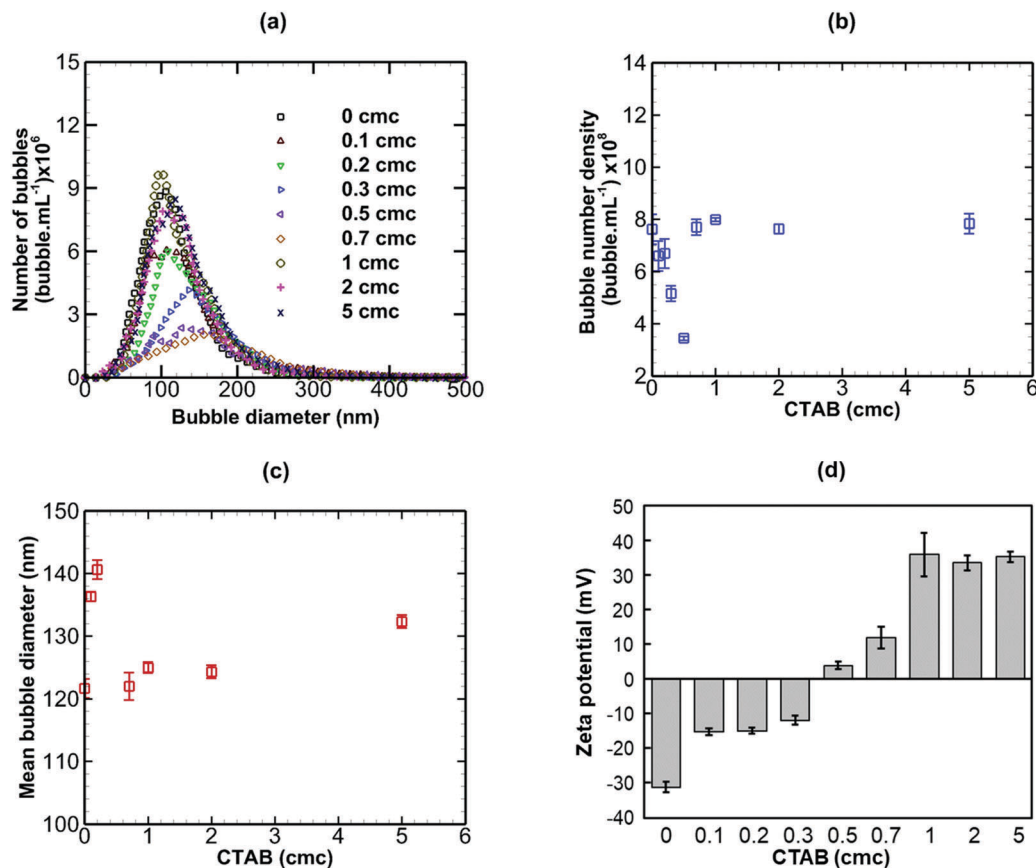 (a)
Number of bubbles
(bubble.mL⁻¹)x10⁶
15
12
9
6
3
0
0 cmc
0.1 cmc
0.2 cmc
0.3 cmc
0.5 cmc
0.7 cmc
1 cmc
2 cmc
5 cmc
0 100 200 300 400 500
Bubble diameter (nm)
(b)
Bubble number density
(bubble.mL⁻¹) x10⁸
14
12
10
8
6
4
2
0 1 2 3 4 5 6
CTAB (cmc)
(c)
Mean bubble diameter (nm)
150
140
130
120
110
100
0 1 2 3 4 5 6
CTAB (cmc)
(d)
Zeta potential (mV)
50
40
30
20
10
0
-10
-20
-30
-40
0 0.1 0.2 0.3 0.5 0.7 1 2 5
CTAB (cmc)